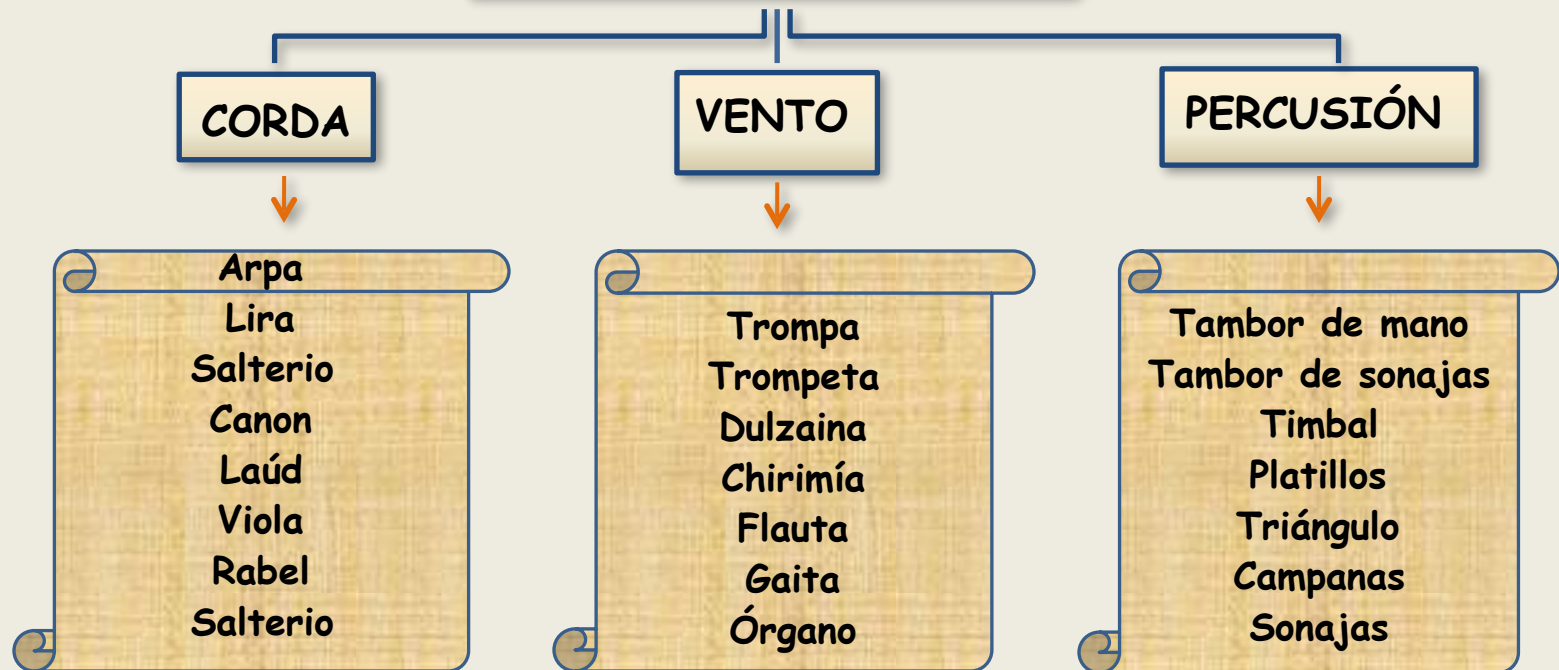 CORDA
VENTO
PERCUSIÓN
Arpa
Lira
Salterio
Canon
Laúd
Viola
Rabel
Salterio
Trompa
Trompeta
Dulzaina
Chirimía
Flauta
Gaita
Órgano
Tambor de mano
Tambor de sonajas
Timbal
Platillos
Triángulo
Campanas
Sonajas